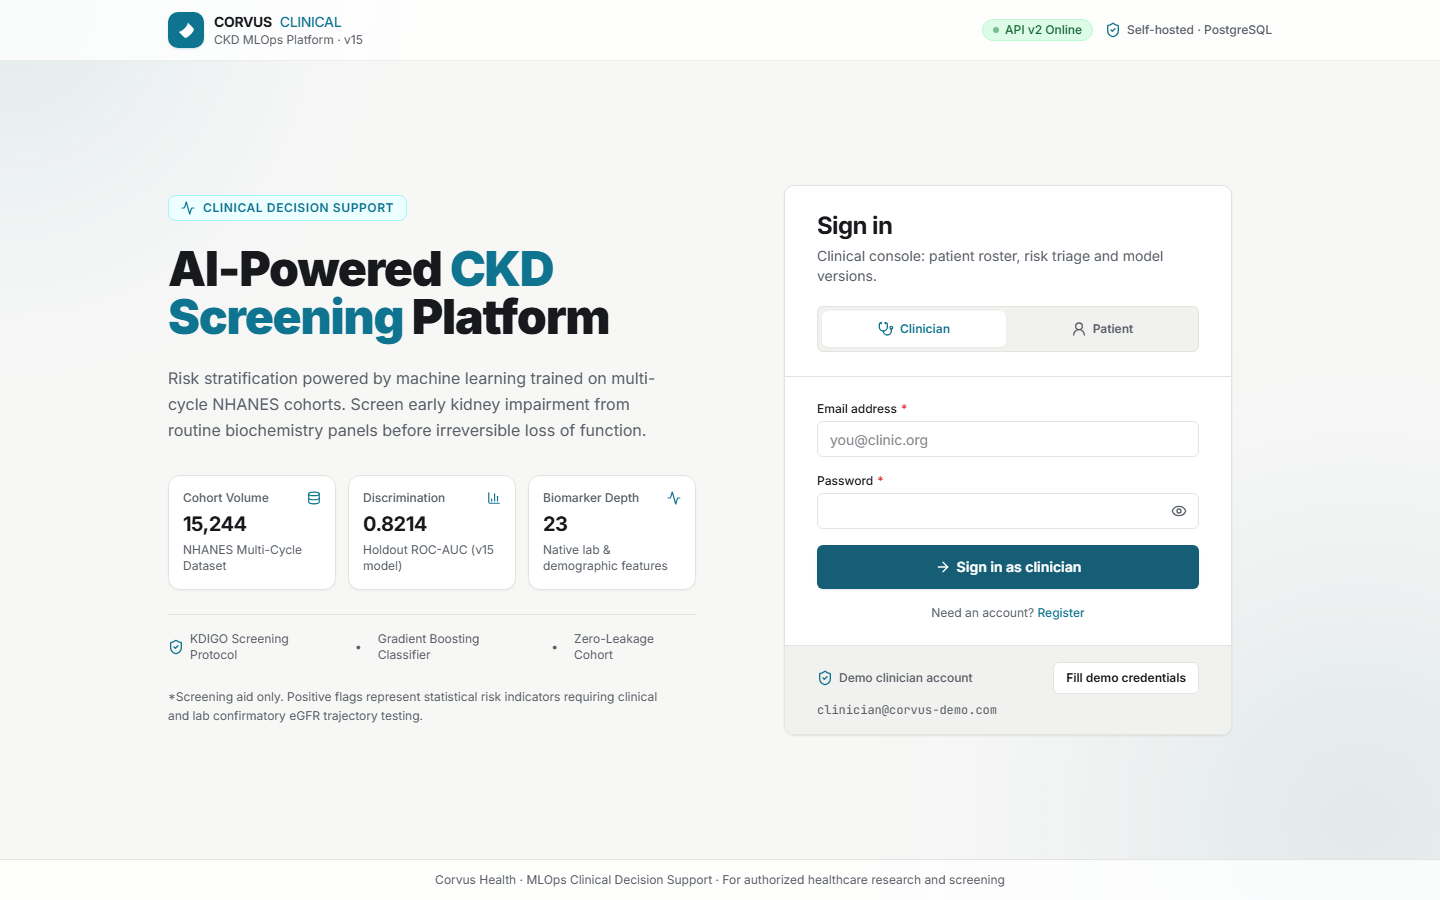 CORVUS CLINICAL
CKD MLOps Platform · v15
API v2 Online
Self-hosted · PostgreSQL
CLINICAL DECISION SUPPORT
AI-Powered CKD
Screening Platform
Risk stratification powered by machine learning trained on multi-
cycle NHANES cohorts. Screen early kidney impairment from
routine biochemistry panels before irreversible loss of function.
Cohort Volume
15,244
NHANES Multi-Cycle
Dataset
Discrimination
0.8214
Holdout ROC-AUC (v15
model)
Biomarker Depth
23
Native lab &
demographic features
KDIGO Screening
Protocol
•
Gradient Boosting
Classifier
•
Zero-Leakage
Cohort
*Screening aid only. Positive flags represent statistical risk indicators requiring clinical
and lab confirmatory eGFR trajectory testing.
Sign in
Clinical console: patient roster, risk triage and model
versions.
Clinician
Patient
Email address *
you@clinic.org
Password *
Sign in as clinician
Need an account? Register
Demo clinician account
Fill demo credentials
clinician@corvus-demo.com
Corvus Health · MLOps Clinical Decision Support · For authorized healthcare research and screening